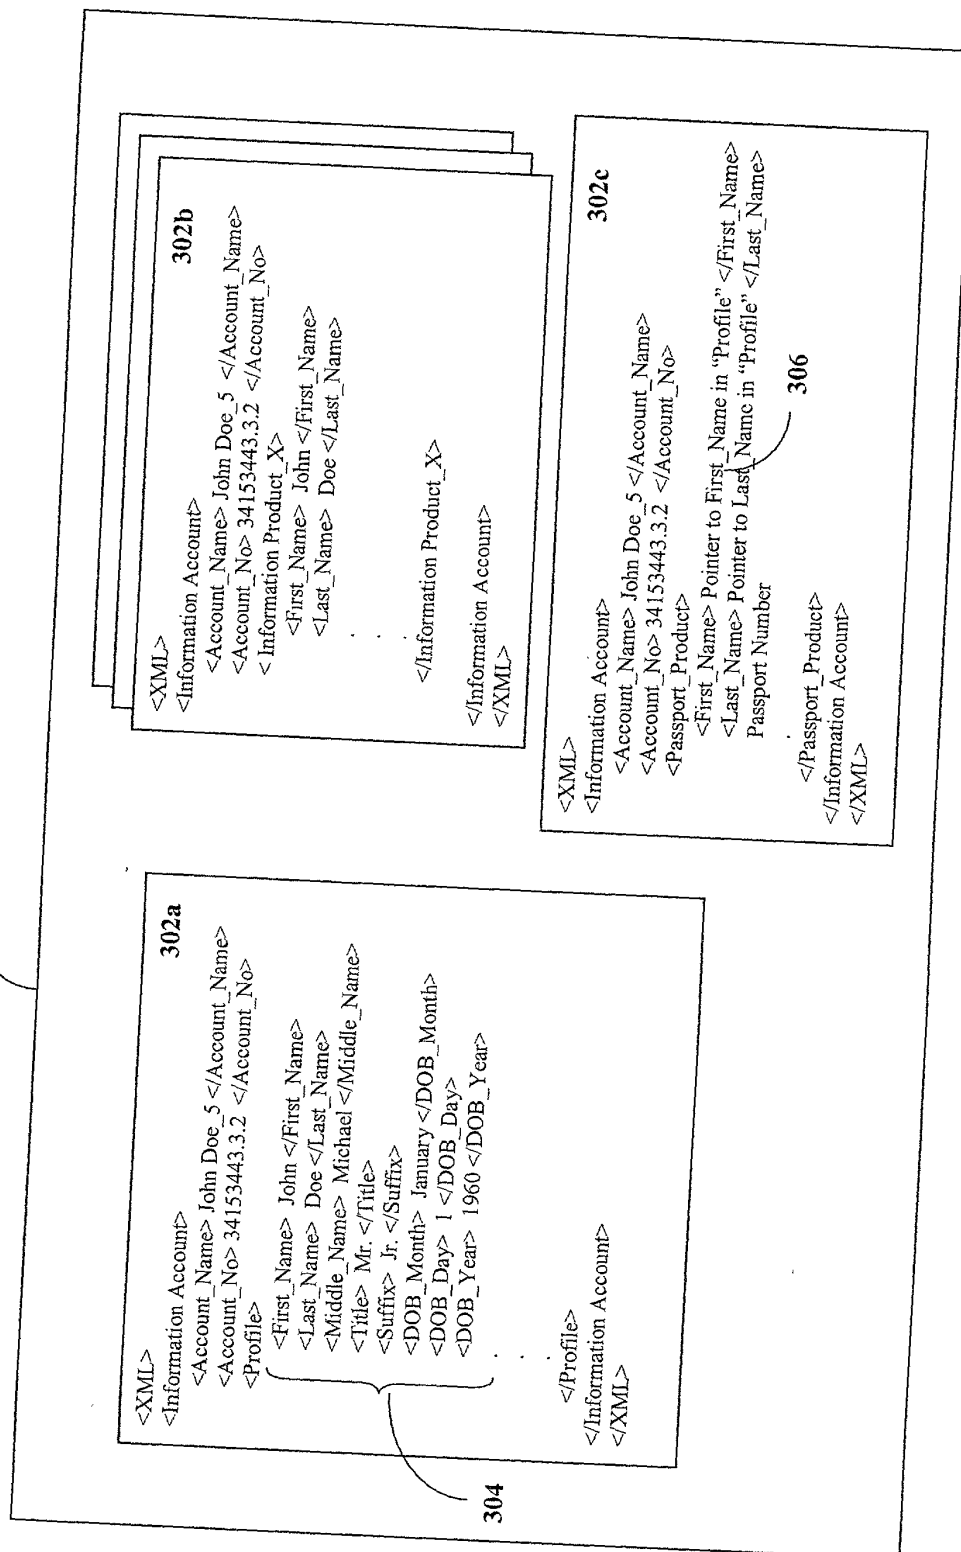 302a
<XML>
<Information Account>
<Account_Name> John Doe_5 </Account_Name>
<Account_No> 34153443.3.2 </Account_No>
<Profile>
<First_Name> John </First_Name>
<Last_Name> Doe </Last_Name>
<Middle_Name> Michael </Middle_Name>
<Title> Mr. </Title>
<Suffix> Jr. </Suffix>
<DOB_Month> January </DOB_Month>
<DOB_Day> 1 </DOB_Day>
<DOB_Year> 1960 </DOB_Year>
.
.
.
</Profile>
</Information Account>
</XML>
304
302b
<XML>
<Information Account>
<Account_Name> John Doe_5 </Account_Name>
<Account_No> 34153443.3.2 </Account_No>
< Information Product_X>
<First_Name> John </First_Name>
<Last_Name> Doe </Last_Name>
.
.
.
</Information Product_X>
</Information Account>
</XML>
302c
<XML>
<Information Account>
<Account_Name> John Doe_5 </Account_Name>
<Account_No> 34153443.3.2 </Account_No>
<Passport_Product>
<First_Name> Pointer to First_Name in "Profile" </First_Name>
<Last_Name> Pointer to Last_Name in "Profile" </Last_Name>
Passport Number
.
.
</Passport_Product>
</Information Account>
</XML>
306